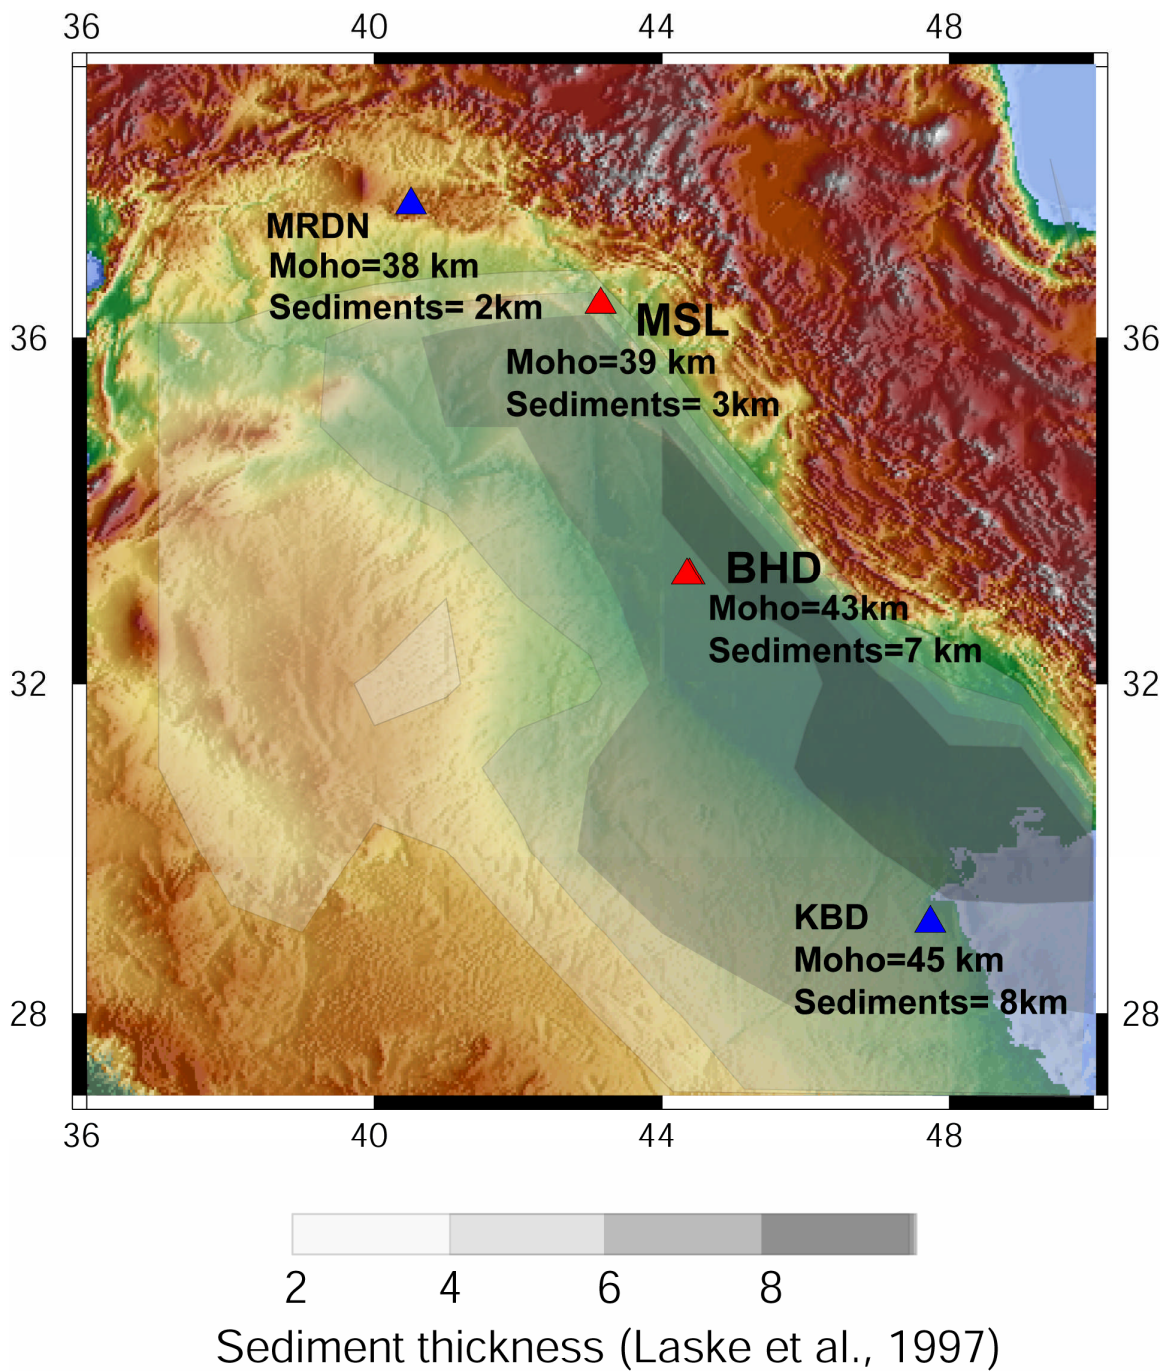 36 40 44 48
MRDN
Moho=38 km
Sediments= 2km
MSL
36 36
Moho=39 km
Sediments= 3km
BHD
Moho=43km
Sediments=7 km
32 32
KBD
Moho=45 km
Sediments= 8km
28 28
36 40 44 48
2 4 6 8
Sediment thickness (Laske et al., 1997)